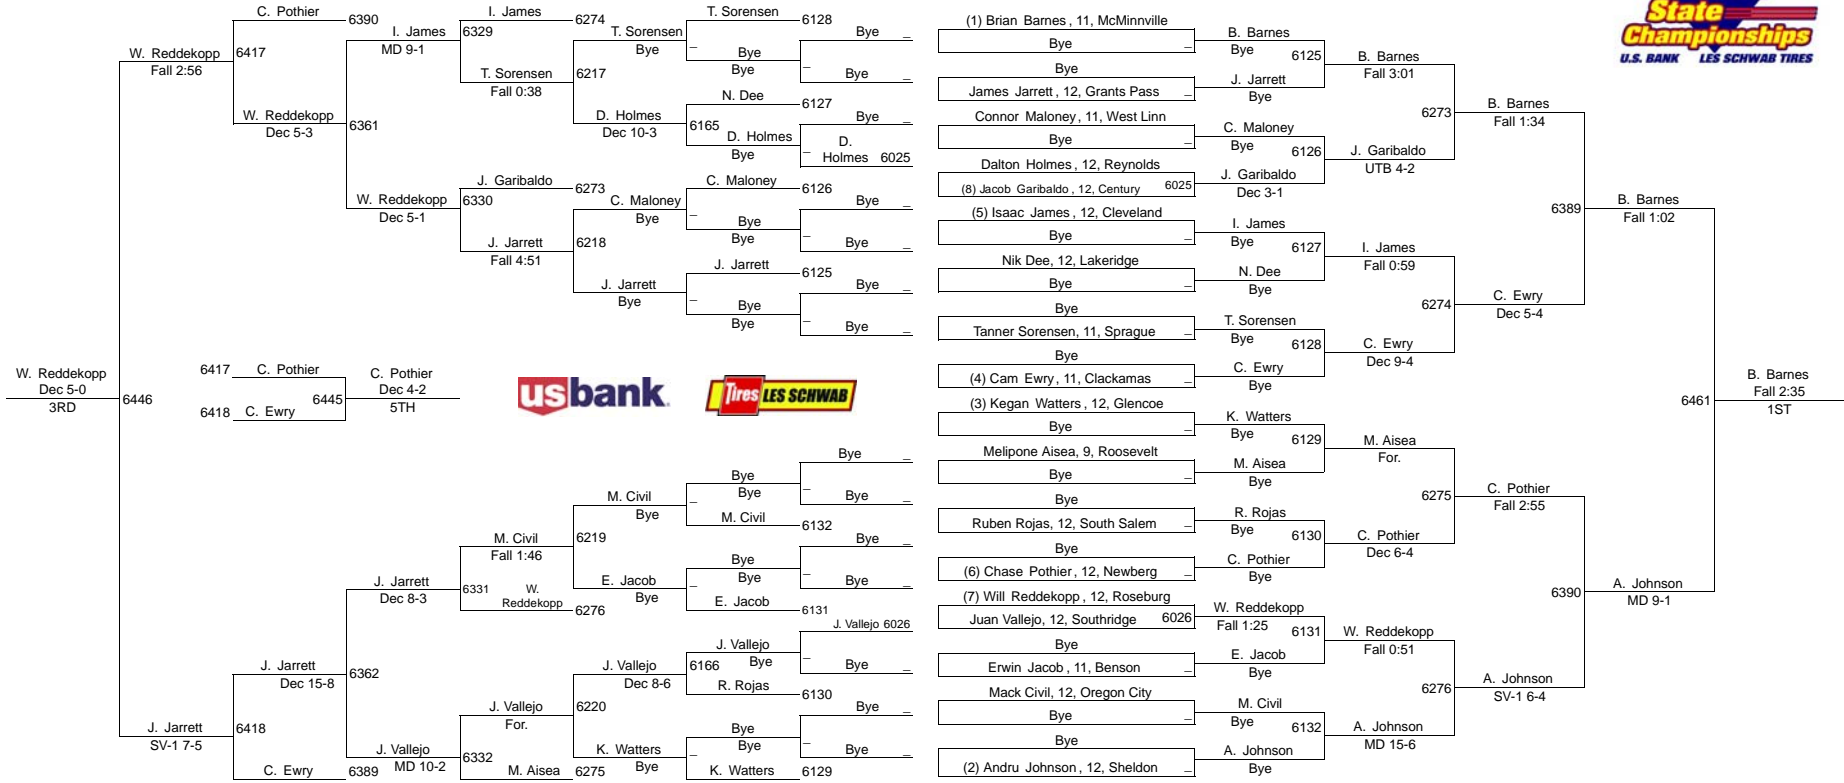 C. Pothier 6390
W. Reddekopp
Fall 2:56
6417
W. Reddekopp
Dec 5-3
I. James
MD 9-1
6361
W. Reddekopp
Dec 5-1
I. James 6274
6329
T. Sorensen
Fall 0:38
J. Garibaldo 6273
6330
J. Jarrett
Fall 4:51
T. Sorensen
Bye
6217
D. Holmes
Dec 10-3
C. Maloney
Bye
6218
J. Jarrett
Bye
T. Sorensen 6128
_ Bye
Bye
N. Dee 6127
6165 D. Holmes
Bye
C. Maloney 6126
_ Bye
Bye
J. Jarrett 6125
_ Bye
Bye
Bye _
_ Bye _
Bye _
_ D.
Holmes 6025
Bye _
_ Bye _
Bye _
_ Bye _
W. Reddekopp
Dec 5-0
3RD
6446
6417 C. Pothier
6418 C. Ewry
6445
C. Pothier
Dec 4-2
5TH
usbank
Tires LES SCHWAB
J. Jarrett
SV-1 7-5
J. Jarrett
Dec 15-8
6418
C. Ewry 6389
J. Jarrett
Dec 8-3
6362
J. Vallejo
MD 10-2
M. Civil
Fall 1:46
6331 W.
Reddekopp 6276
J. Vallejo
For.
6332
M. Aisea 6275
M. Civil
Bye
6219
E. Jacob
Bye
J. Vallejo
Dec 8-6
6220
K. Watters
Bye
Bye
_ Bye
M. Civil 6132
Bye
_ Bye
E. Jacob 6131
J. Vallejo
6166 Bye
R. Rojas 6130
Bye
_ Bye
K. Watters 6129
Bye _
_ Bye _
Bye _
_ Bye _
J. Vallejo 6026
_ Bye _
Bye _
_ Bye _
(1) Brian Barnes, 11, McMinnville
Bye _
Bye
James Jarrett, 12, Grants Pass _
Connor Maloney, 11, West Linn
Bye _
Dalton Holmes, 12, Reynolds
(8) Jacob Garibaldo, 12, Century 6025
(5) Isaac James, 12, Cleveland
Bye _
Nik Dee, 12, Lakeridge
Bye _
Bye
Tanner Sorensen, 11, Sprague _
Bye
(4) Cam Ewry, 11, Clackamas _
(3) Kegan Watters, 12, Glencoe
Bye _
Melipone Aisea, 9, Roosevelt
Bye _
Bye
Ruben Rojas, 12, South Salem _
Bye
(6) Chase Pothier, 12, Newberg _
(7) Will Reddekopp, 12, Roseburg
Juan Vallejo, 12, Southridge 6026
Bye
Erwin Jacob, 11, Benson _
Mack Civil, 12, Oregon City
Bye _
Bye
(2) Andru Johnson, 12, Sheldon _
B. Barnes
Bye
6125
J. Jarrett
Bye
C. Maloney
Bye
6126
J. Garibaldo
Dec 3-1
I. James
Bye
6127
N. Dee
Bye
T. Sorensen
Bye
6128
C. Ewry
Bye
K. Watters
Bye
6129
M. Aisea
Bye
R. Rojas
Bye
6130
C. Pothier
Bye
W. Reddekopp
Fall 1:25
6131
E. Jacob
Bye
M. Civil
Bye
6132
A. Johnson
Bye
B. Barnes
Fall 3:01
6273
J. Garibaldo
UTB 4-2
I. James
Fall 0:59
6274
C. Ewry
Dec 9-4
M. Aisea
For.
6275
C. Pothier
Dec 6-4
W. Reddekopp
Fall 0:51
6276
A. Johnson
MD 15-6
B. Barnes
Fall 1:34
6389
C. Ewry
Dec 5-4
C. Pothier
Fall 2:55
6390
A. Johnson
SV-1 6-4
B. Barnes
Fall 1:02
6461
A. Johnson
MD 9-1
B. Barnes
Fall 2:35
1ST
State
Championships
U.S. BANK LES SCHWAB TIRES